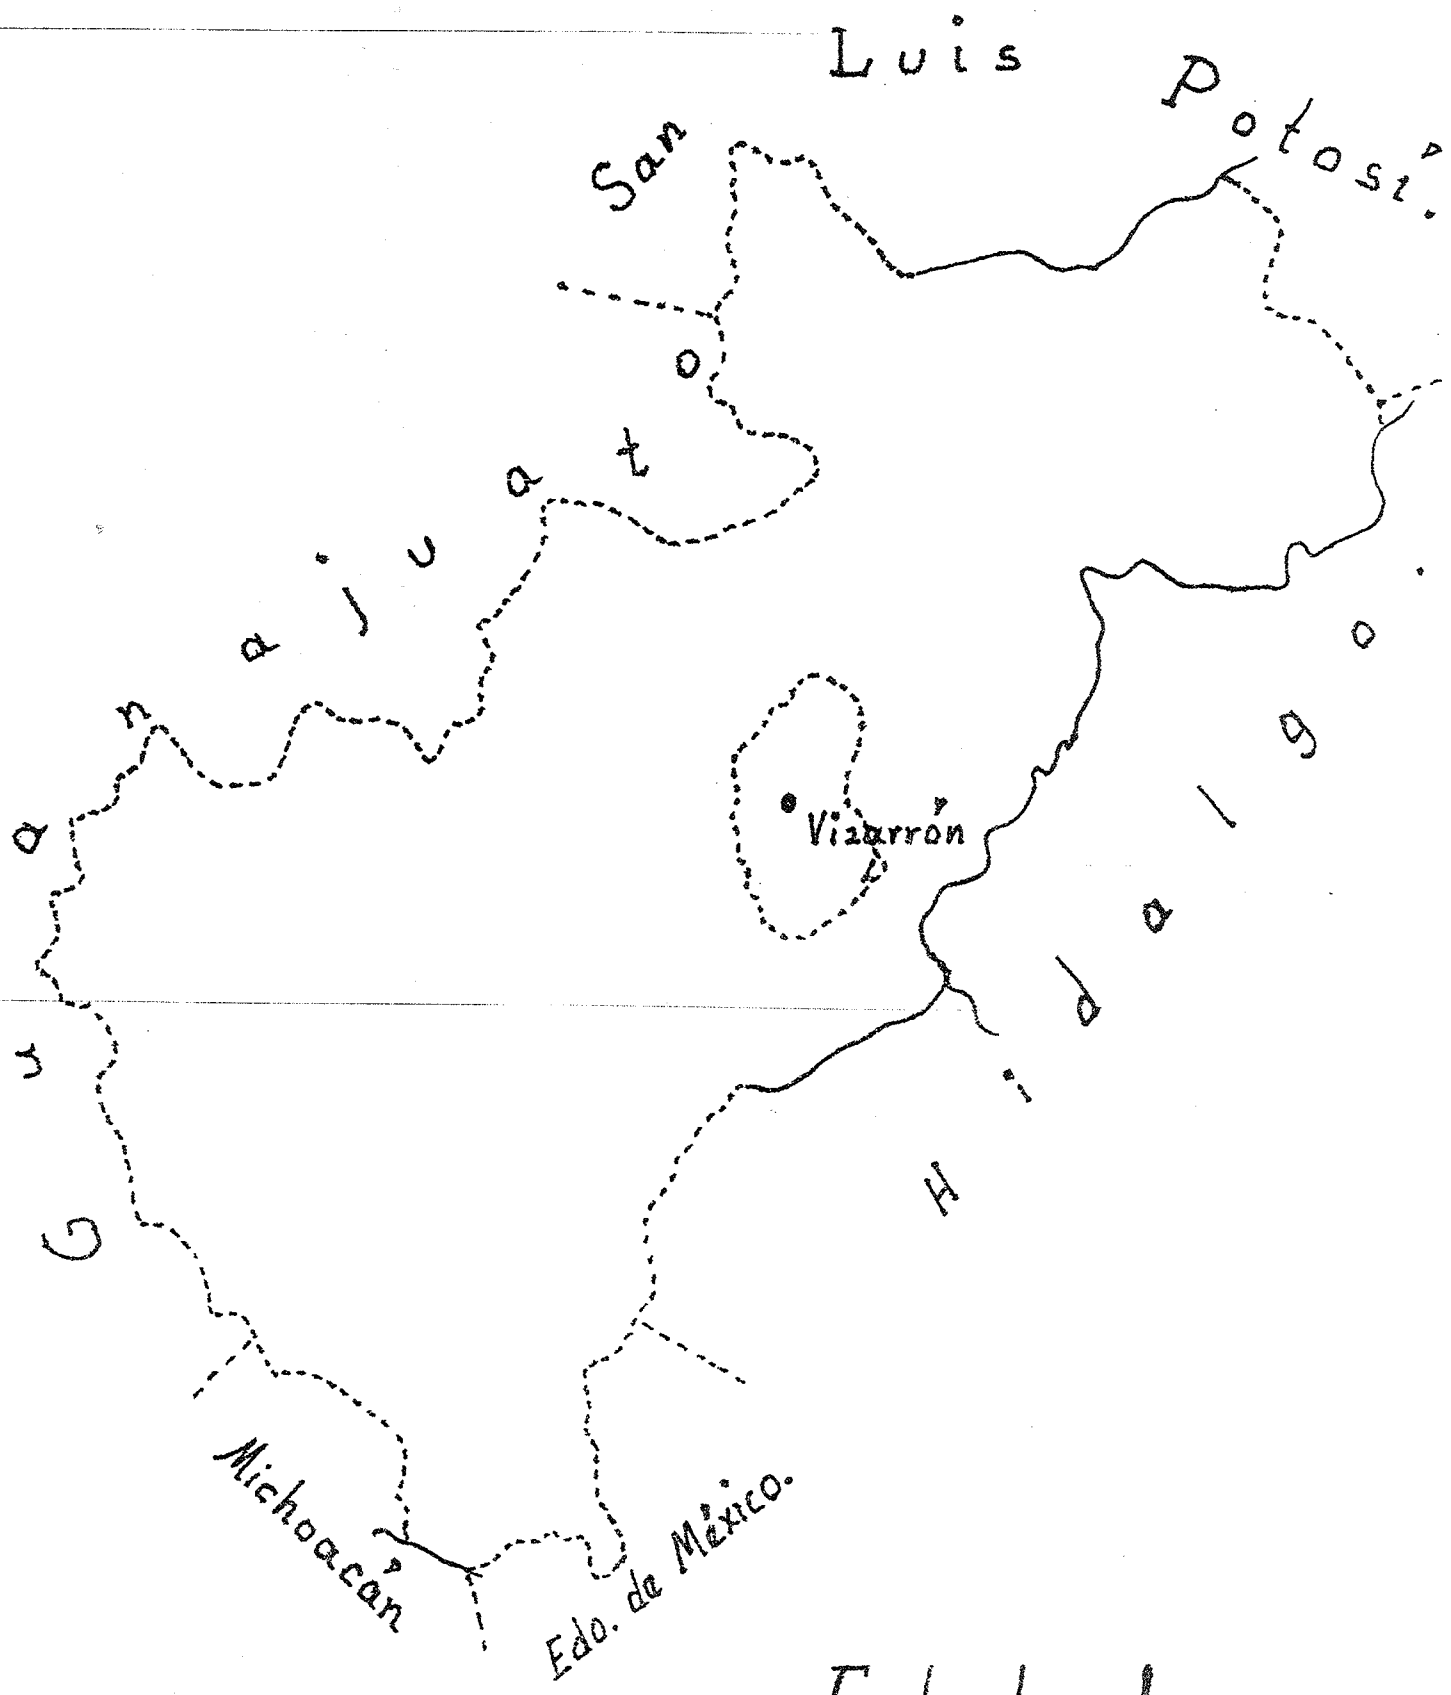 San Luis Potosí.
Guanajuato
Vizarrón
Hidalgo.
Michoacán
Edo. de México.